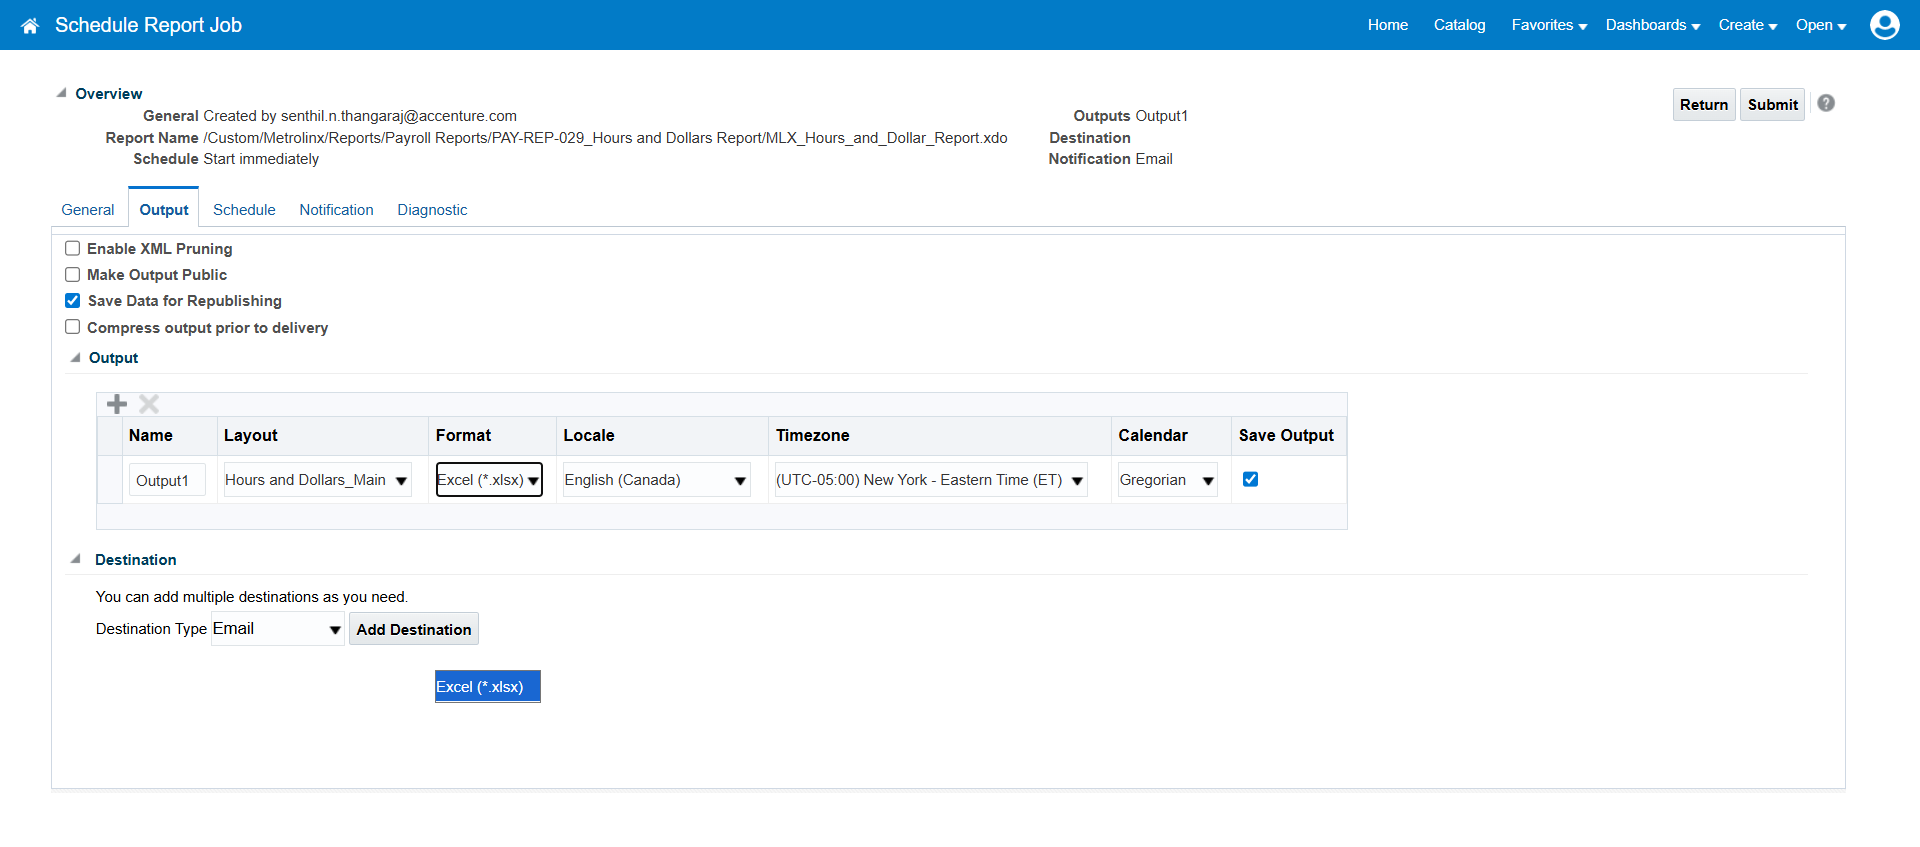 Schedule Report Job
Home Catalog Favorites Dashboards Create Open
Overview
General Created by senthil.n.thangaraj@accenture.com
Report Name /Custom/Metrolinx/Reports/Payroll Reports/PAY-REP-029_Hours and Dollars Report/MLX_Hours_and_Dollar_Report.xdo
Schedule Start immediately
Outputs Output1
Destination
Notification Email
Return Submit ?
General Output Schedule Notification Diagnostic
Enable XML Pruning
Make Output Public
Save Data for Republishing
Compress output prior to delivery
Output
Name Layout Format Locale Timezone Calendar Save Output
Output1 Hours and Dollars_Main Excel (*.xlsx) English (Canada) (UTC-05:00) New York - Eastern Time (ET) Gregorian
Destination
You can add multiple destinations as you need.
Destination Type Email Add Destination
Excel (*.xlsx)